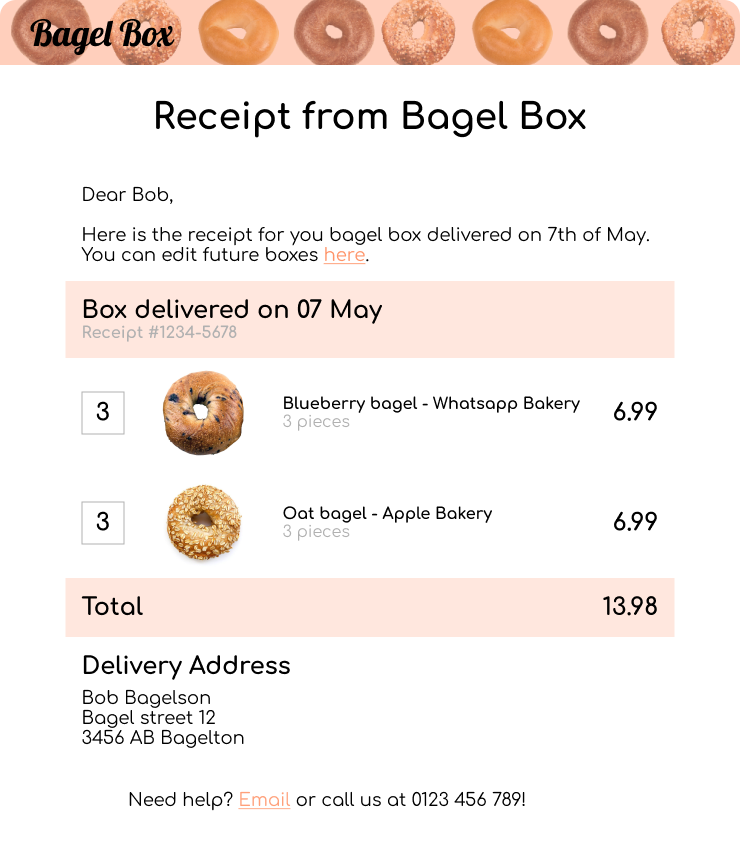 Bagel Box
Receipt from Bagel Box
Dear Bob,
Here is the receipt for you bagel box delivered on 7th of May.
You can edit future boxes here.
Box delivered on 07 May
Receipt #1234-5678
3
Blueberry bagel - Whatsapp Bakery
3 pieces
6.99
3
Oat bagel - Apple Bakery
3 pieces
6.99
Total 13.98
Delivery Address
Bob Bagelson
Bagel street 12
3456 AB Bagelton
Need help? Email or call us at 0123 456 789!